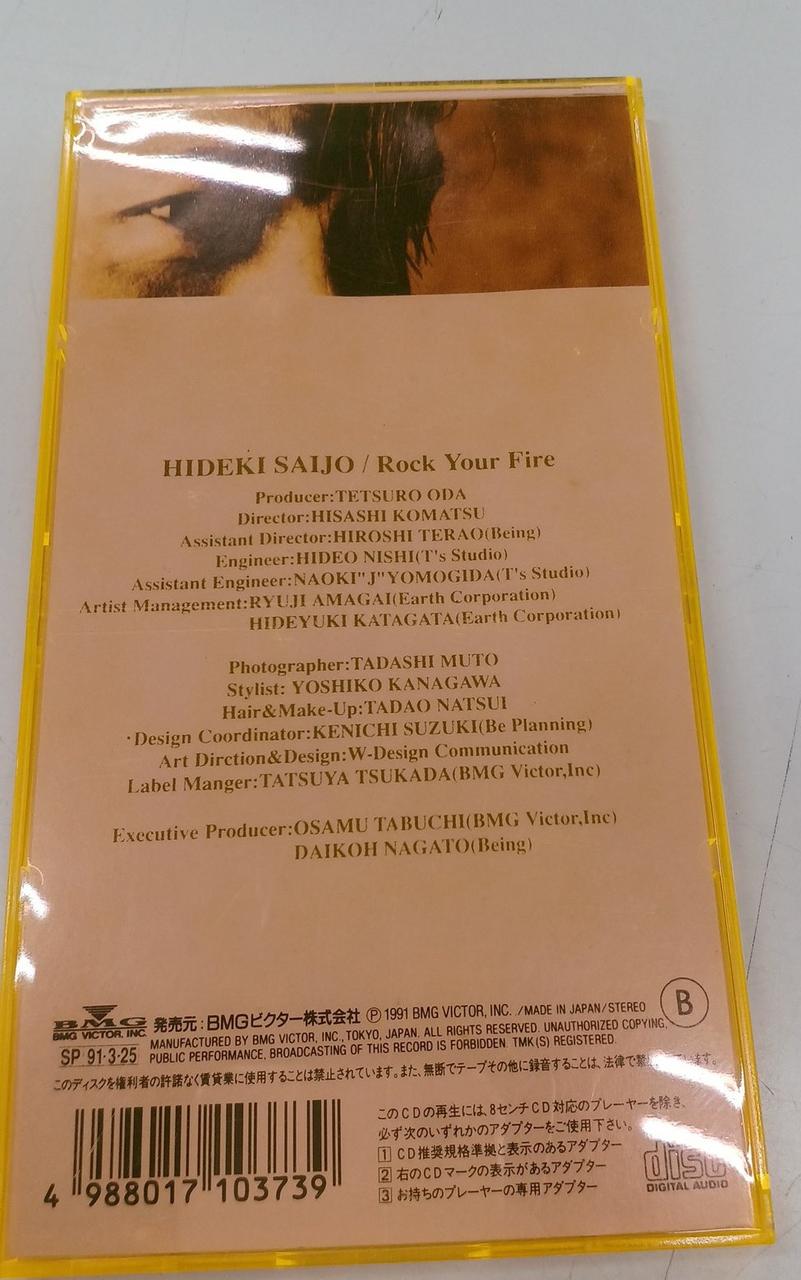 HIDEKI SAIJO / Rock Your Fire
Producer:TETSURO ODA
Director:HISASHI KOMATSU
Assistant Director:HIROSHI TERAO(Being)
Engineer:HIDEO NISHI(T's Studio)
Assistant Engineer:NAOKI"J"YOMOGIDA(T's Studio)
Artist Management:RYUJI AMAGAI(Earth Corporation)
HIDEYUKI KATAGATA(Earth Corporation)
Photographer:TADASHI MUTO
Stylist: YOSHIKO KANAGAWA
Hair&Make-Up:TADAO NATSUI
·Design Coordinator:KENICHI SUZUKI(Be Planning)
Art Dirction&Design:W-Design Communication
Label Manger:TATSUYA TSUKADA(BMG Victor,Inc)
Executive Producer:OSAMU TABUCHI(BMG Victor,Inc)
DAIKOH NAGATO(Being)
BMG
BMG VICTOR, INC.
発売元:BMGビクター株式会社 Ⓟ1991 BMG VICTOR, INC. /MADE IN JAPAN/STEREO
B
MANUFACTURED BY BMG VICTOR, INC.,TOKYO, JAPAN. ALL RIGHTS RESERVED. UNAUTHORIZED COPYING,
SP 91·3·25
PUBLIC PERFORMANCE, BROADCASTING OF THIS RECORD IS FORBIDDEN. TMK(S) REGISTERED.
このディスクを権利者の許諾なく賃貸業に使用することは禁止されています。また、無断でテープその他に録音することは、法律で禁じられています。
4 988017 103739
このCDの再生には、8センチCD対応のプレーヤーを除き、
必ず次のいずれかのアダプターをご使用下さい。
1 CD推奨規格準拠と表示のあるアダプター
2 右のCDマークの表示があるアダプター
3 お持ちのプレーヤーの専用アダプター
disc
DIGITAL AUDIO